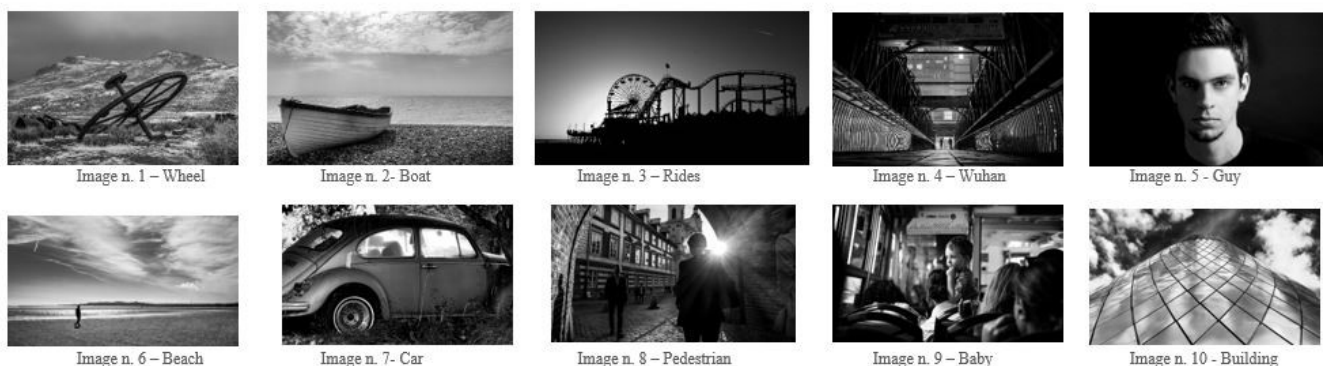 Image n. 1 – Wheel
Image n. 2- Boat
Image n. 3 – Rides
Image n. 4 – Wuhan
Image n. 5 - Guy
Image n. 6 – Beach
Image n. 7- Car
Image n. 8 – Pedestrian
Image n. 9 – Baby
Image n. 10 - Building